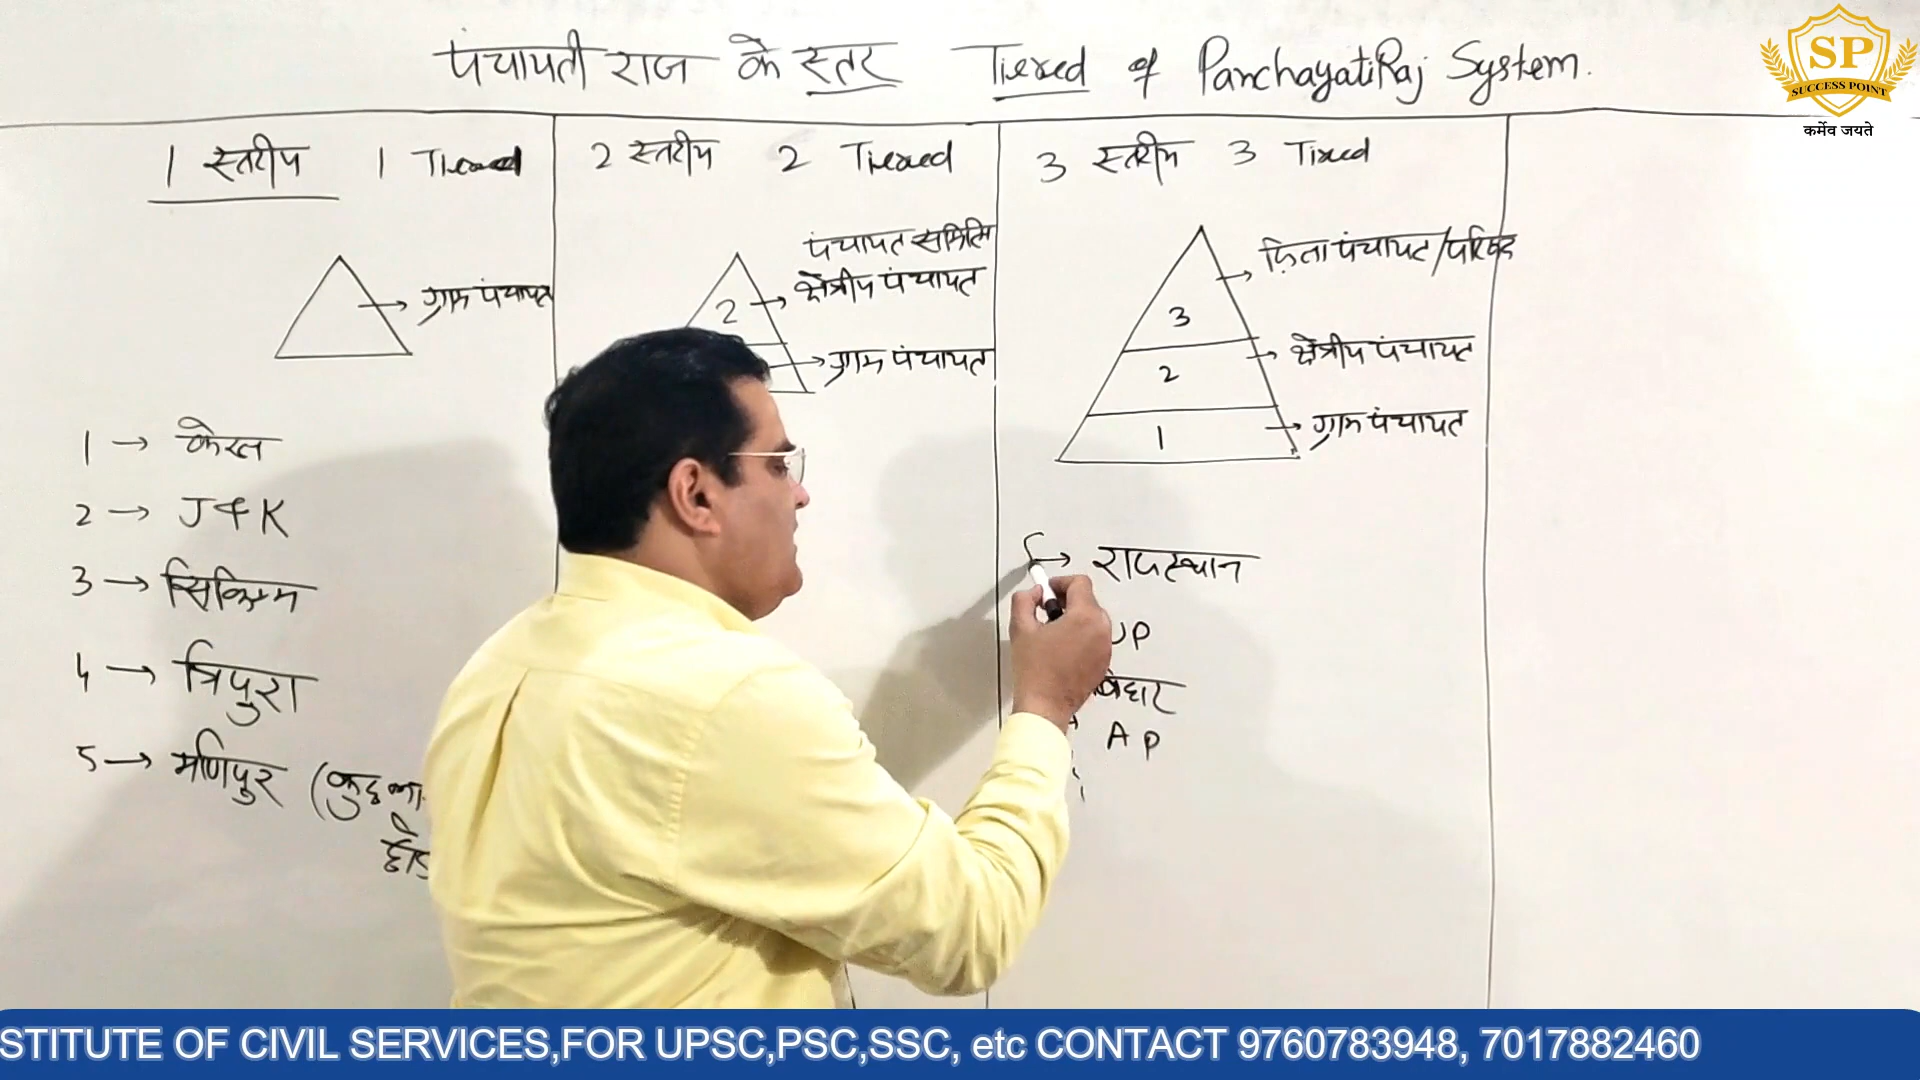 पंचायती राज के स्तर Tiered of PanchayatiRaj System.
SP
SUCCESS POINT
कर्मेव जयते
1 स्तरीय 1 Tiered
→ ग्राम पंचायत
1 → केरल
2 → J & K
3 → सिक्किम
4 → त्रिपुरा
5 → मणिपुर (कुछ
2 स्तरीय 2 Tiered
पंचायत समिति
2 → क्षेत्रीय पंचायत
→ ग्राम पंचायत
3 स्तरीय 3 Tired
→ जिला पंचायत/परिषद
3
→ क्षेत्रीय पंचायत
2
→ ग्राम पंचायत
1
→ राजस्थान
UP
बिहार
AP
STITUTE OF CIVIL SERVICES,FOR UPSC,PSC,SSC, etc CONTACT 9760783948, 7017882460